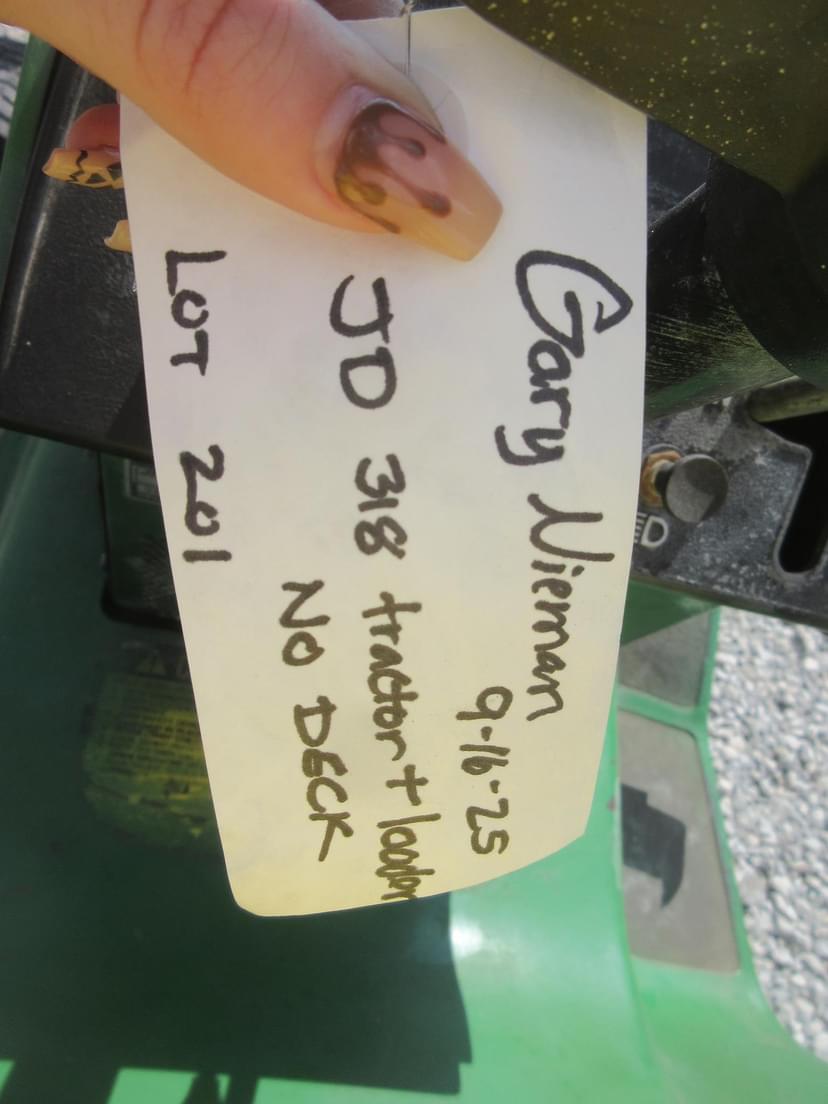 Gary Nieman
9-16-25
JD 318 tractor + loader
NO DECK
LOT 201